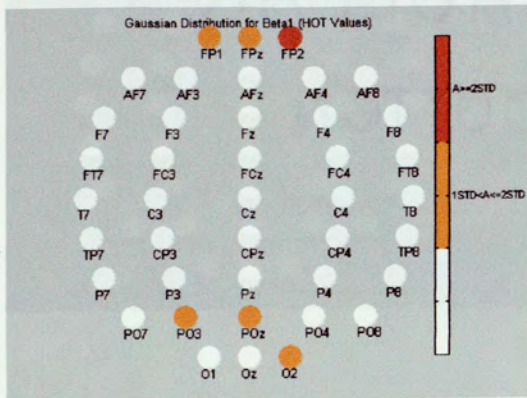 Gaussian Distribution for Beta1 (HOT Values)
FP1 FPz FP2
AF7 AF3 AFz AF4 AF8
A>=2STD
F7 F3 Fz F4 F8
FT7 FC3 FCz FC4 FT8
T7 C3 Cz C4 T8
1STD<A<=2STD
TP7 CP3 CPz CP4 TP8
P7 P3 Pz P4 P8
PO7 PO3 POz PO4 PO8
O1 Oz O2